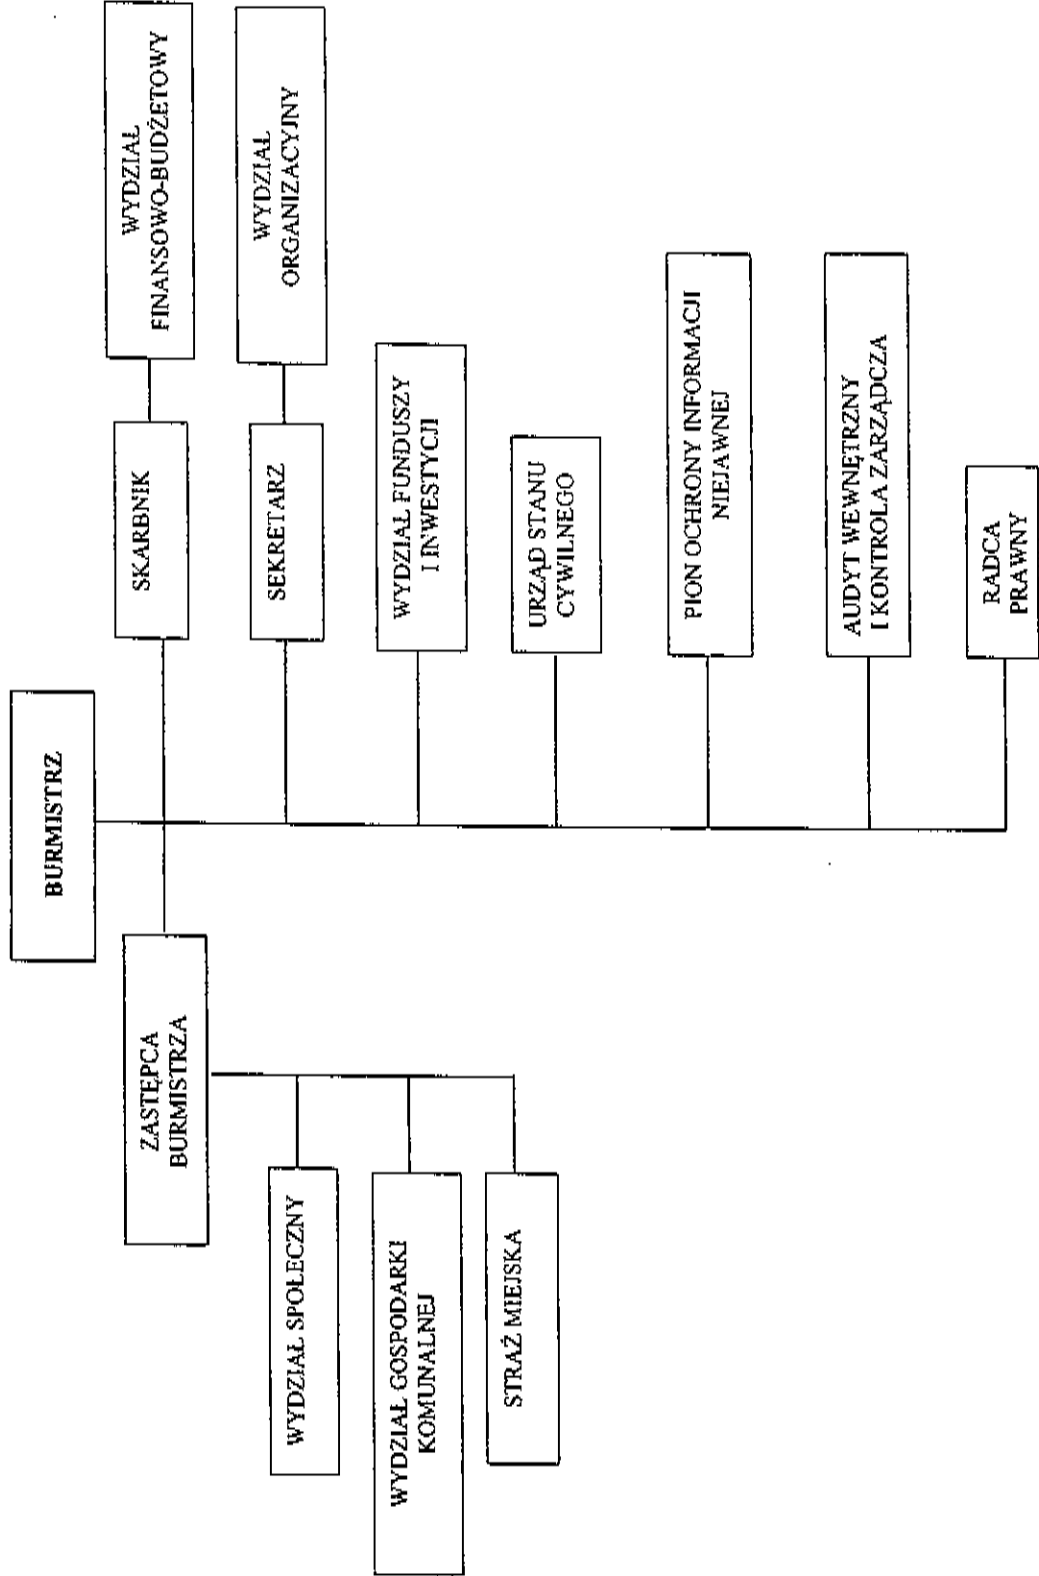 BURMISTRZ
ZASTĘPCA
BURMISTRZA
WYDZIAŁ SPOŁECZNY
WYDZIAŁ GOSPODARKI
KOMUNALNEJ
STRAŻ MIEJSKA
SKARBNIK
WYDZIAŁ
FINANSOWO-BUDŻETOWY
SEKRETARZ
WYDZIAŁ
ORGANIZACYJNY
WYDZIAŁ FUNDUSZY
I INWESTYCJI
URZĄD STANU
CYWILNEGO
PION OCHRONY INFORMACJI
NIEJAWNEJ
AUDYT WEWNĘTRZNY
I KONTROLA ZARZĄDCZA
RADCA
PRAWNY